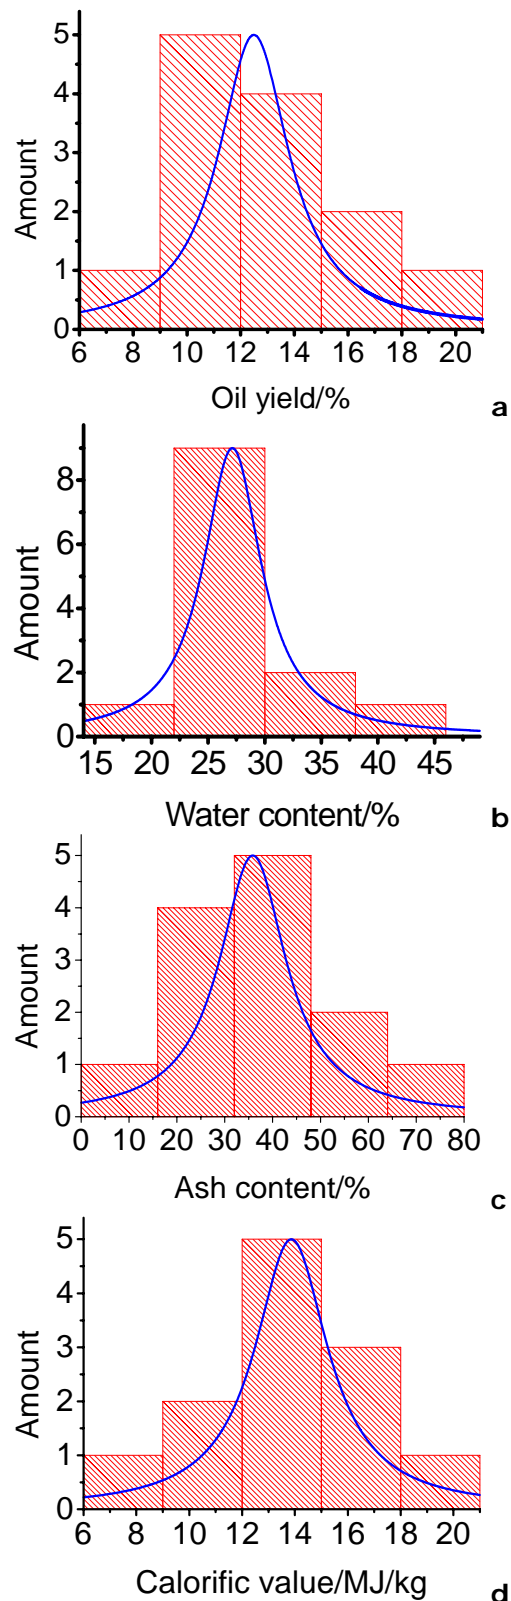 5
4
3
2
1
0
Amount
6 8 10 12 14 16 18 20
Oil yield/%
a
8
6
4
2
0
Amount
15 20 25 30 35 40 45
Water content/%
b
5
4
3
2
1
0
Amount
0 10 20 30 40 50 60 70 80
Ash content/%
c
5
4
3
2
1
0
Amount
6 8 10 12 14 16 18 20
Calorific value/MJ/kg
d